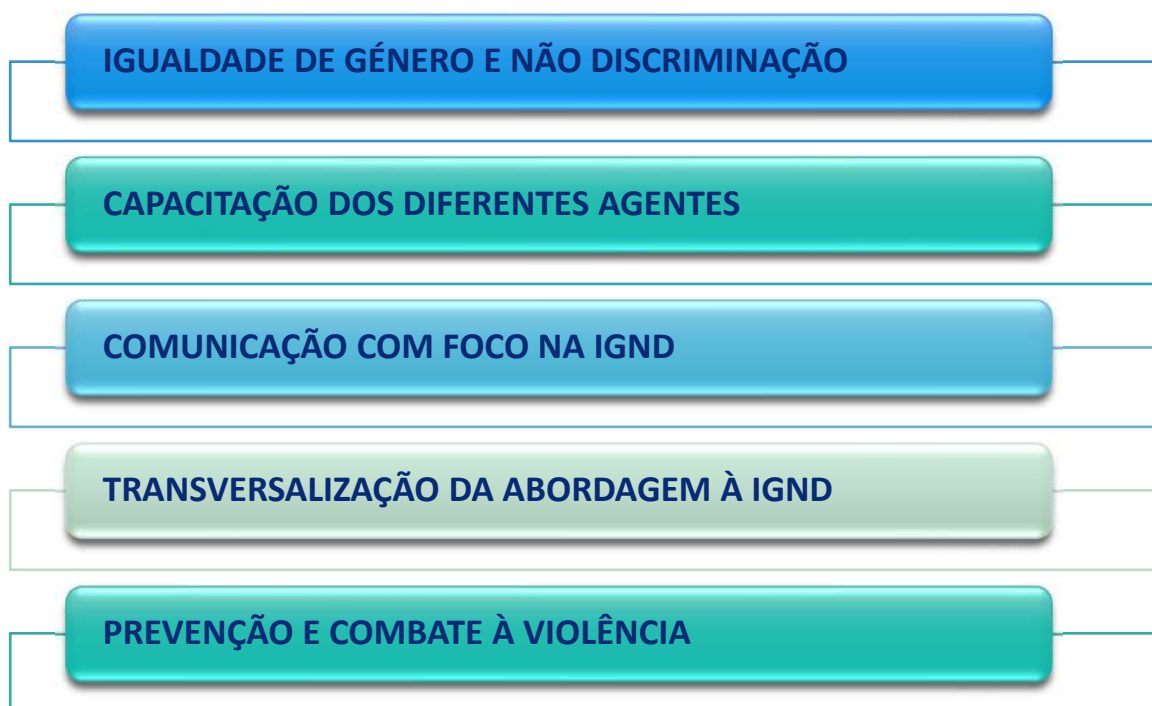 IGUALDADE DE GÉNERO E NÃO DISCRIMINAÇÃO
CAPACITAÇÃO DOS DIFERENTES AGENTES
COMUNICAÇÃO COM FOCO NA IGND
TRANSVERSALIZAÇÃO DA ABORDAGEM À IGND
PREVENÇÃO E COMBATE À VIOLÊNCIA